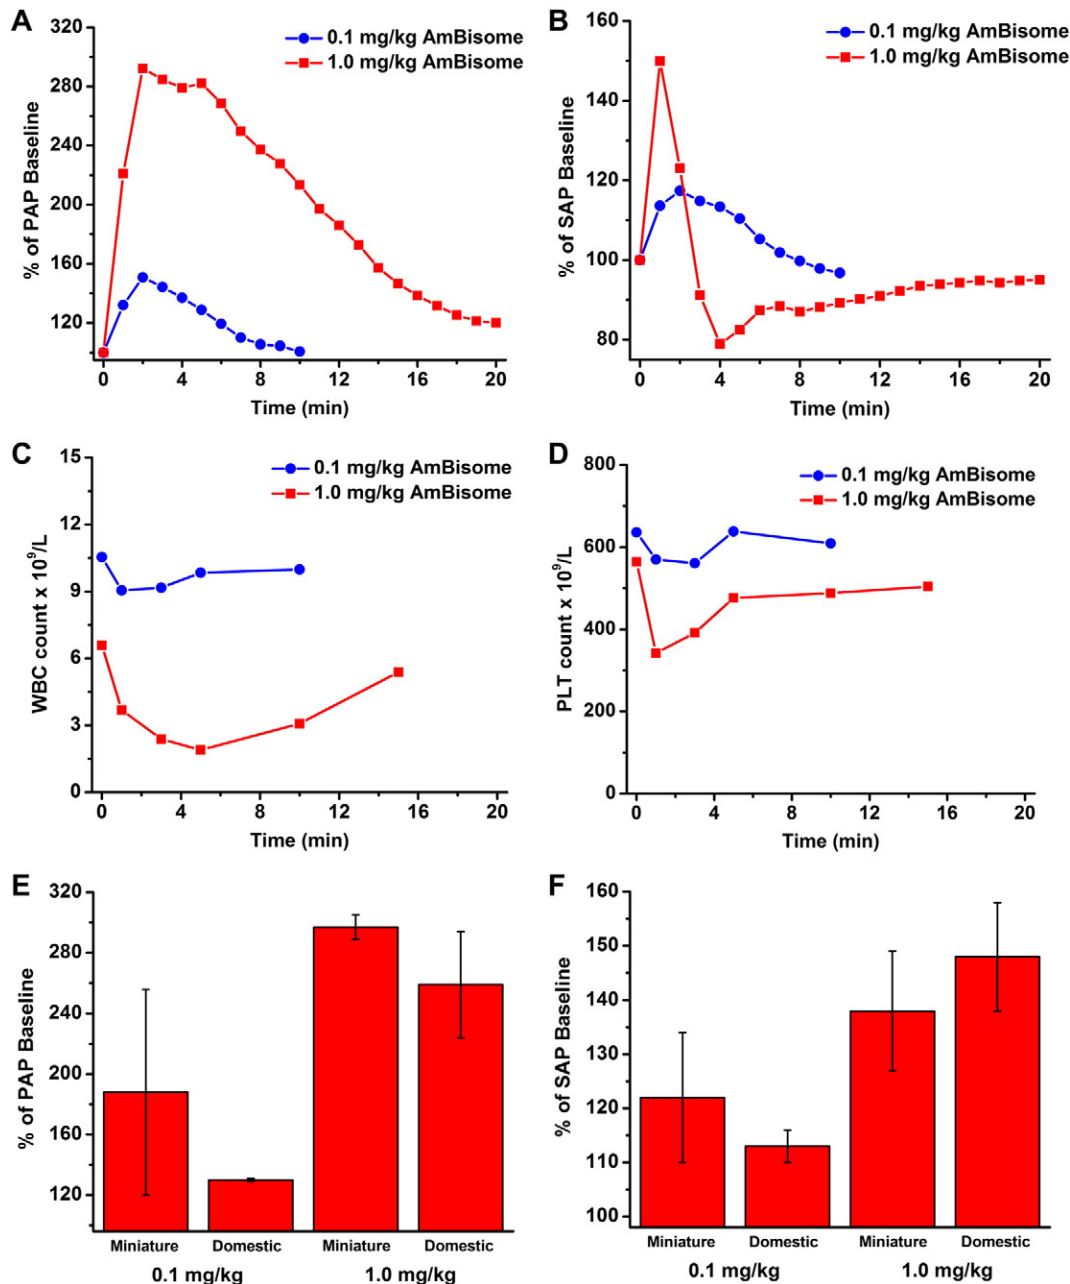 A
% of PAP Baseline
320
280
240
200
160
120
0 4 8 12 16 20
Time (min)
0.1 mg/kg AmBisome
1.0 mg/kg AmBisome
B
% of SAP Baseline
160
140
120
100
80
0 4 8 12 16 20
Time (min)
0.1 mg/kg AmBisome
1.0 mg/kg AmBisome
C
WBC count x 10⁹/L
15
12
9
6
3
0
0 4 8 12 16 20
Time (min)
0.1 mg/kg AmBisome
1.0 mg/kg AmBisome
D
PLT count x 10⁹/L
800
600
400
200
0
0 4 8 12 16 20
Time (min)
0.1 mg/kg AmBisome
1.0 mg/kg AmBisome
E
% of PAP Baseline
320
280
240
200
160
120
Miniature Domestic Miniature Domestic
0.1 mg/kg 1.0 mg/kg
F
% of SAP Baseline
160
150
140
130
120
110
100
Miniature Domestic Miniature Domestic
0.1 mg/kg 1.0 mg/kg